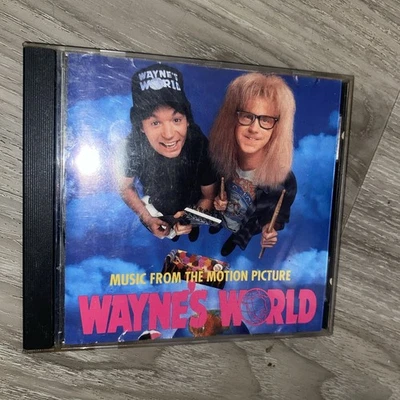 WAYNE'S
WORLD
MUSIC FROM THE MOTION PICTURE
WAYNE'S WORLD